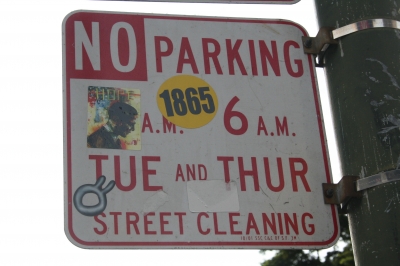 NO PARKING
1865
A.M. 6 A.M.
TUE AND THUR
STREET CLEANING